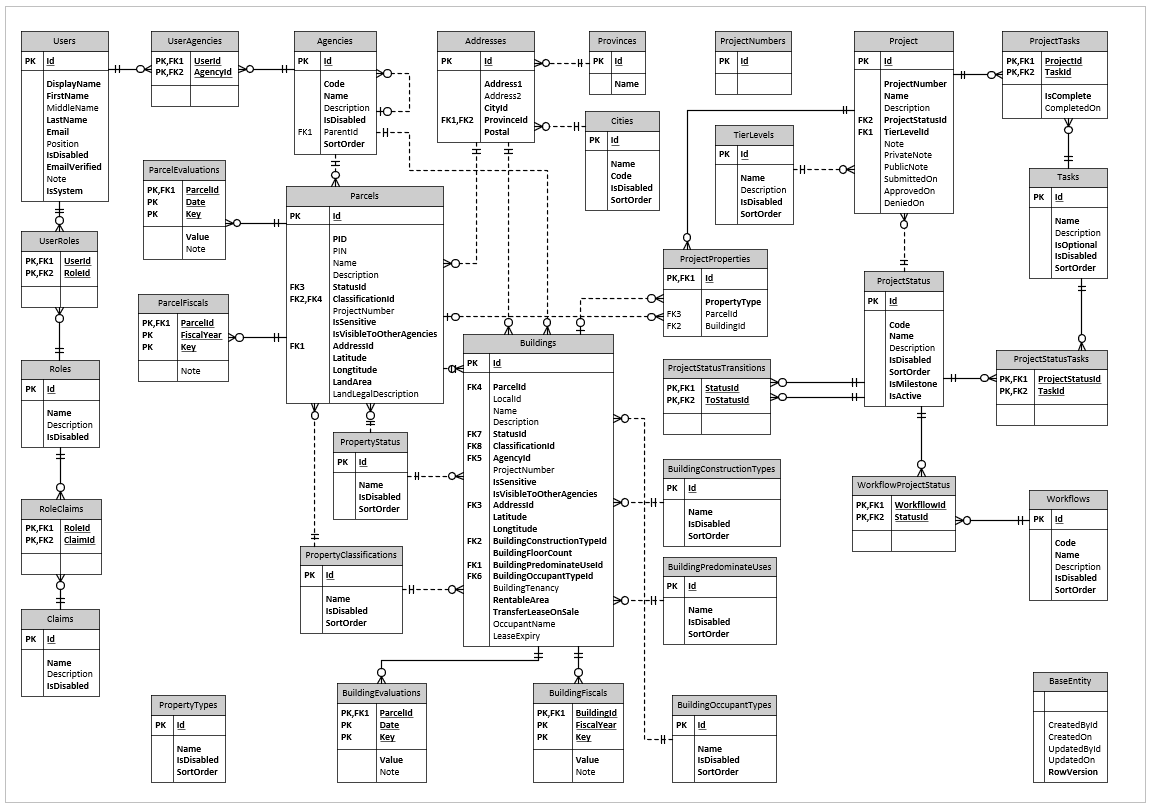 Users
PK Id
DisplayName
FirstName
MiddleName
LastName
Email
Position
IsDisabled
EmailVerified
Note
IsSystem
UserAgencies
PK,FK1 UserId
PK,FK2 AgencyId
Agencies
PK Id
Code
Name
Description
IsDisabled
FK1 ParentId
SortOrder
Addresses
PK Id
Address1
Address2
CityId
FK1,FK2 ProvinceId
Postal
Provinces
PK Id
Name
Cities
PK Id
Name
Code
IsDisabled
SortOrder
ProjectNumbers
PK Id
TierLevels
PK Id
Name
Description
IsDisabled
SortOrder
Project
PK Id
ProjectNumber
Name
Description
FK2 ProjectStatusId
FK1 TierLevelId
Note
PrivateNote
PublicNote
SubmittedOn
ApprovedOn
DeniedOn
ProjectTasks
PK,FK1 ProjectId
PK,FK2 TaskId
IsComplete
CompletedOn
Tasks
PK Id
Name
Description
IsOptional
IsDisabled
SortOrder
ParcelEvaluations
PK,FK1 ParcelId
PK Date
PK Key
Value
Note
UserRoles
PK,FK1 UserId
PK,FK2 RoleId
ParcelFiscals
PK,FK1 ParcelId
PK FiscalYear
PK Key
Note
Parcels
PK Id
PID
PIN
Name
Description
FK3 StatusId
FK2,FK4 ClassificationId
ProjectNumber
IsSensitive
IsVisibleToOtherAgencies
FK1 AddressId
Latitude
Longtitude
LandArea
LandLegalDescription
ProjectProperties
PK,FK1 Id
PropertyType
FK3 ParcelId
FK2 BuildingId
ProjectStatus
PK Id
Code
Name
Description
IsDisabled
SortOrder
IsMilestone
IsActive
Roles
PK Id
Name
Description
IsDisabled
Buildings
PK Id
FK4 ParcelId
LocalId
Name
Description
FK7 StatusId
FK8 ClassificationId
FK5 AgencyId
ProjectNumber
IsSensitive
IsVisibleToOtherAgencies
FK3 AddressId
Latitude
Longtitude
FK2 BuildingConstructionTypeId
BuildingFloorCount
FK1 BuildingPredominateUseId
FK6 BuildingOccupantTypeId
BuildingTenancy
RentableArea
TransferLeaseOnSale
OccupantName
LeaseExpiry
ProjectStatusTransitions
PK,FK1 StatusId
PK,FK2 ToStatusId
ProjectStatusTasks
PK,FK1 ProjectStatusId
PK,FK2 TaskId
PropertyStatus
PK Id
Name
IsDisabled
SortOrder
BuildingConstructionTypes
PK Id
Name
IsDisabled
SortOrder
WorkflowProjectStatus
PK,FK1 WorkfllowId
PK,FK2 StatusId
Workflows
PK Id
Code
Name
Description
IsDisabled
SortOrder
RoleClaims
PK,FK1 RoleId
PK,FK2 ClaimId
PropertyClassifications
PK Id
Name
IsDisabled
SortOrder
BuildingPredominateUses
PK Id
Name
IsDisabled
SortOrder
Claims
PK Id
Name
Description
IsDisabled
PropertyTypes
PK Id
Name
IsDisabled
SortOrder
BuildingEvaluations
PK,FK1 ParcelId
PK Date
PK Key
Value
Note
BuildingFiscals
PK,FK1 BuildingId
PK FiscalYear
PK Key
Value
Note
BuildingOccupantTypes
PK Id
Name
IsDisabled
SortOrder
BaseEntity
CreatedById
CreatedOn
UpdatedById
UpdatedOn
RowVersion